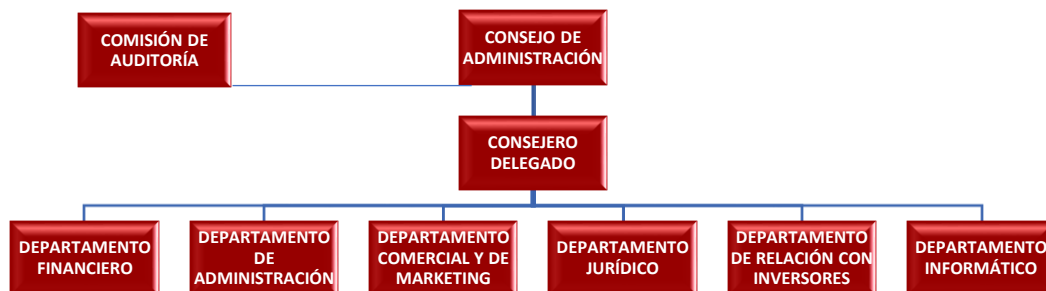 COMISIÓN DE
AUDITORÍA
CONSEJO DE
ADMINISTRACIÓN
CONSEJERO
DELEGADO
DEPARTAMENTO
FINANCIERO
DEPARTAMENTO
DE
ADMINISTRACIÓN
DEPARTAMENTO
COMERCIAL Y DE
MARKETING
DEPARTAMENTO
JURÍDICO
DEPARTAMENTO
DE RELACIÓN CON
INVERSORES
DEPARTAMENTO
INFORMÁTICO